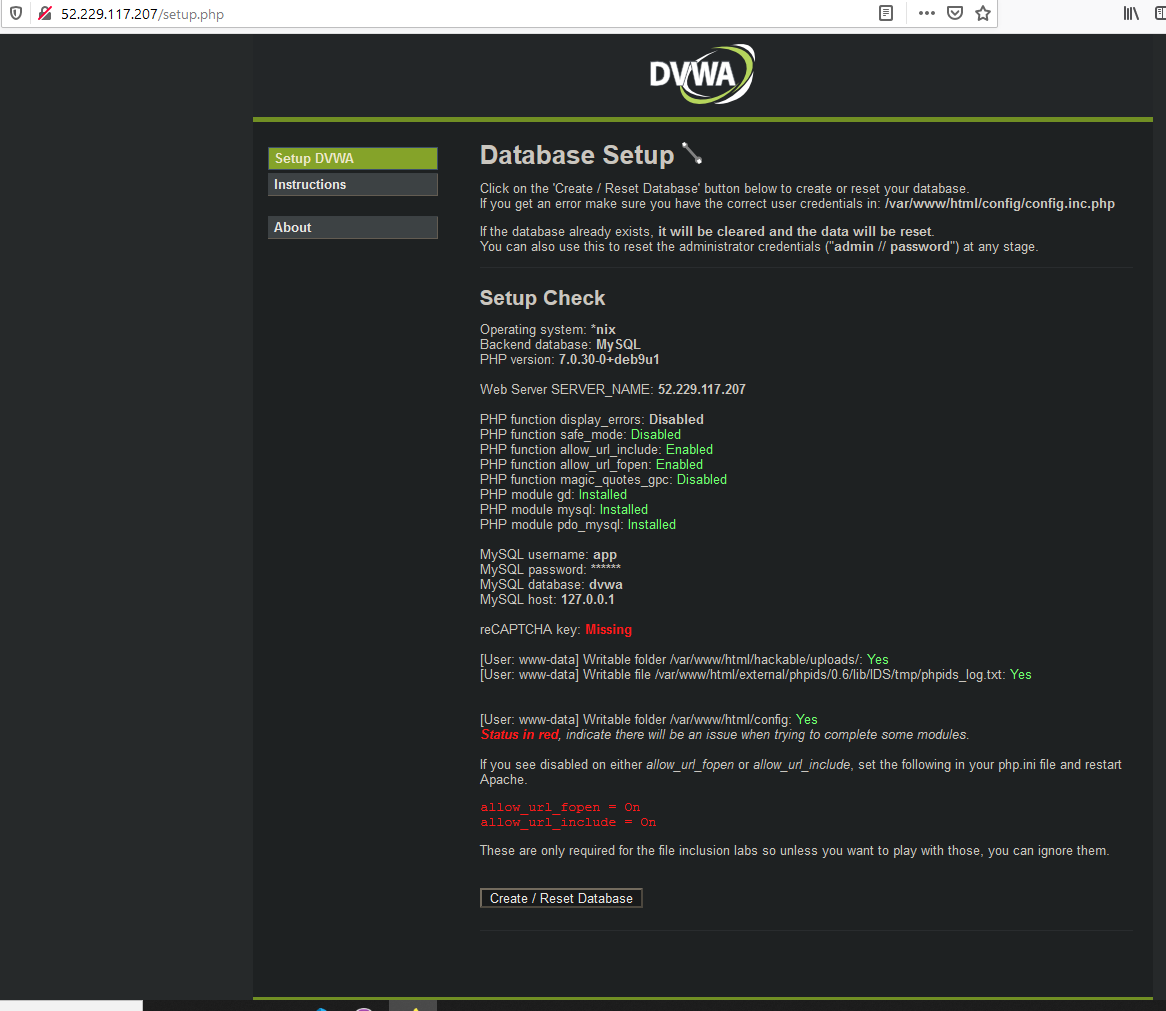 52.229.117.207/setup.php
DVWA
Setup DVWA
Instructions
About
Database Setup
Click on the 'Create / Reset Database' button below to create or reset your database.
If you get an error make sure you have the correct user credentials in: /var/www/html/config/config.inc.php
If the database already exists, it will be cleared and the data will be reset.
You can also use this to reset the administrator credentials ("admin // password") at any stage.
Setup Check
Operating system: *nix
Backend database: MySQL
PHP version: 7.0.30-0+deb9u1
Web Server SERVER_NAME: 52.229.117.207
PHP function display_errors: Disabled
PHP function safe_mode: Disabled
PHP function allow_url_include: Enabled
PHP function allow_url_fopen: Enabled
PHP function magic_quotes_gpc: Disabled
PHP module gd: Installed
PHP module mysql: Installed
PHP module pdo_mysql: Installed
MySQL username: app
MySQL password: ******
MySQL database: dvwa
MySQL host: 127.0.0.1
reCAPTCHA key: Missing
[User: www-data] Writable folder /var/www/html/hackable/uploads/: Yes
[User: www-data] Writable file /var/www/html/external/phpids/0.6/lib/IDS/tmp/phpids_log.txt: Yes
[User: www-data] Writable folder /var/www/html/config: Yes
Status in red, indicate there will be an issue when trying to complete some modules.
If you see disabled on either allow_url_fopen or allow_url_include, set the following in your php.ini file and restart
Apache.
allow_url_fopen = On
allow_url_include = On
These are only required for the file inclusion labs so unless you want to play with those, you can ignore them.
Create / Reset Database